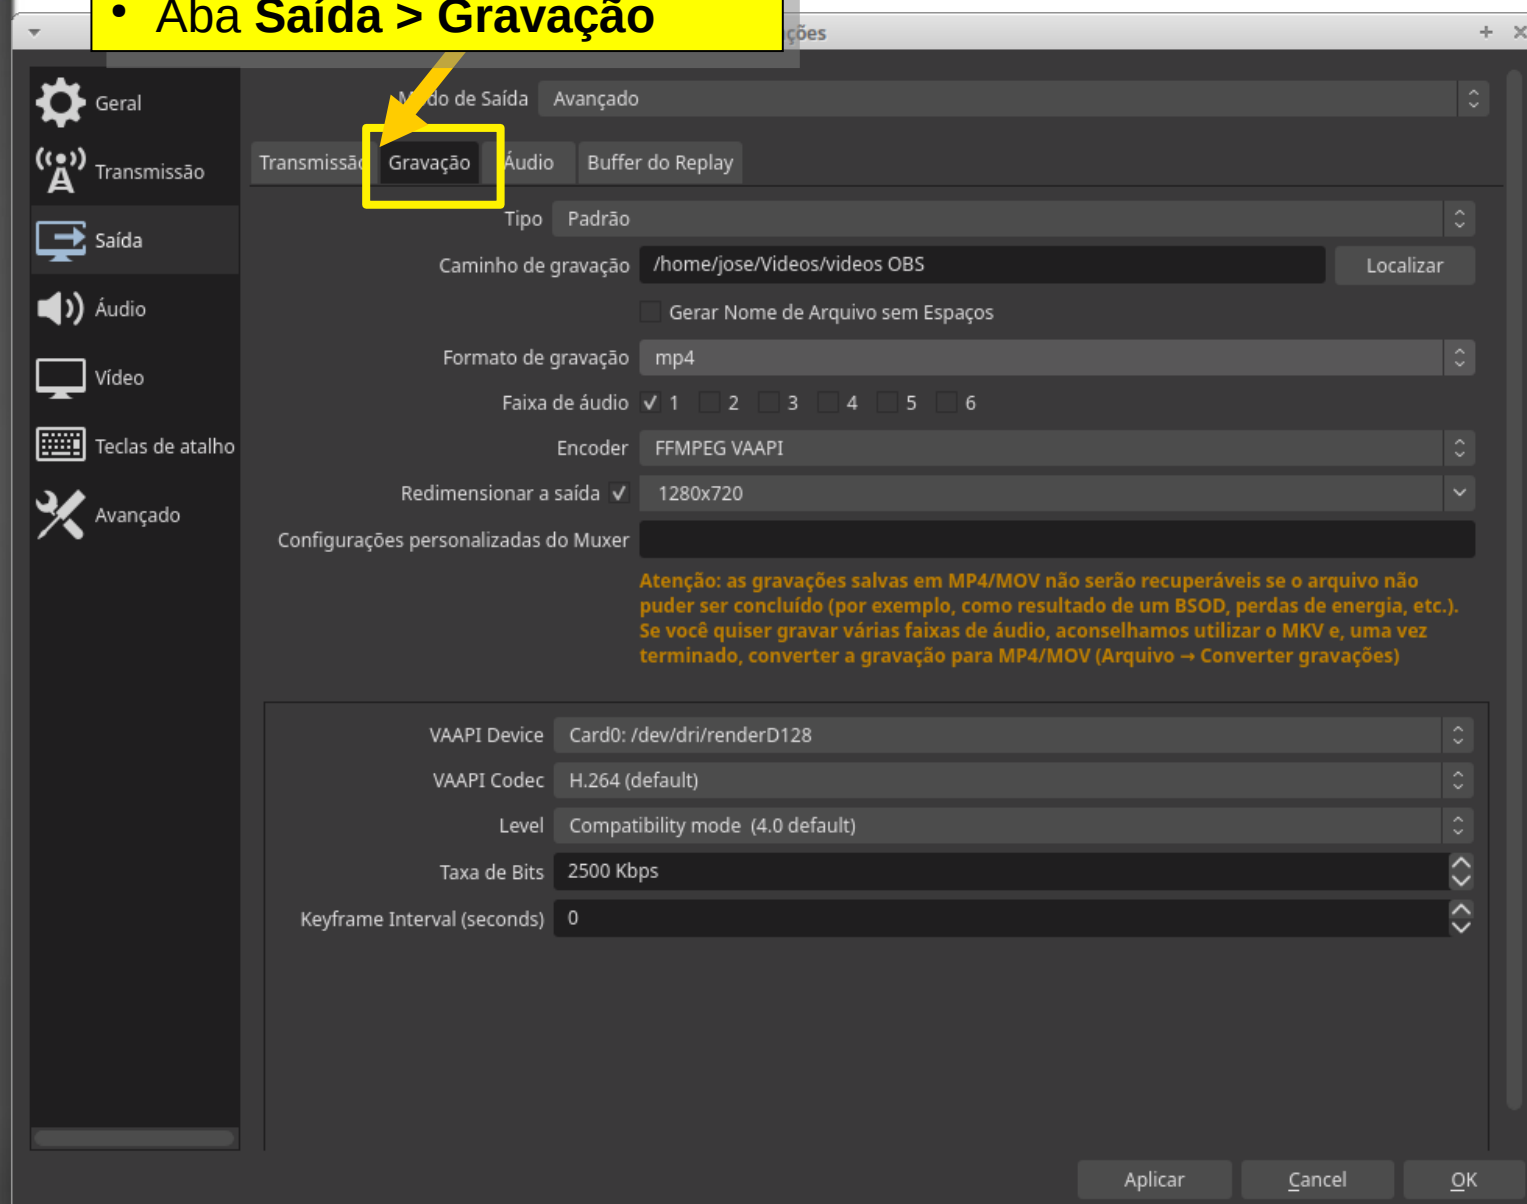 • Aba Saída > Gravação
ções
Geral
Transmissão
Saída
Áudio
Vídeo
Teclas de atalho
Avançado
Modo de Saída Avançado
Transmissão Gravação Áudio Buffer do Replay
Tipo Padrão
Caminho de gravação /home/jose/Videos/videos OBS Localizar
Gerar Nome de Arquivo sem Espaços
Formato de gravação mp4
Faixa de áudio 1 2 3 4 5 6
Encoder FFMPEG VAAPI
Redimensionar a saída 1280x720
Configurações personalizadas do Muxer
Atenção: as gravações salvas em MP4/MOV não serão recuperáveis se o arquivo não
puder ser concluído (por exemplo, como resultado de um BSOD, perdas de energia, etc.).
Se você quiser gravar várias faixas de áudio, aconselhamos utilizar o MKV e, uma vez
terminado, converter a gravação para MP4/MOV (Arquivo → Converter gravações)
VAAPI Device Card0: /dev/dri/renderD128
VAAPI Codec H.264 (default)
Level Compatibility mode (4.0 default)
Taxa de Bits 2500 Kbps
Keyframe Interval (seconds) 0
Aplicar Cancel OK